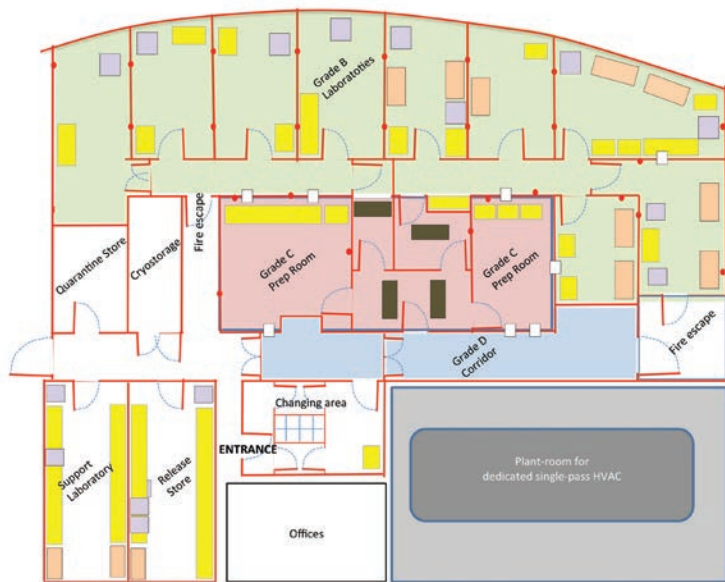 Grade B
Laboratoties
Fire escape
Quarantine Store
Cryostorage
Grade C
Prep Room
Grade C
Prep Room
Grade D
Corridor
Fire escape
Changing area
ENTRANCE
Support
Laboratory
Release
Store
Plant-room for
dedicated single-pass HVAC
Offices